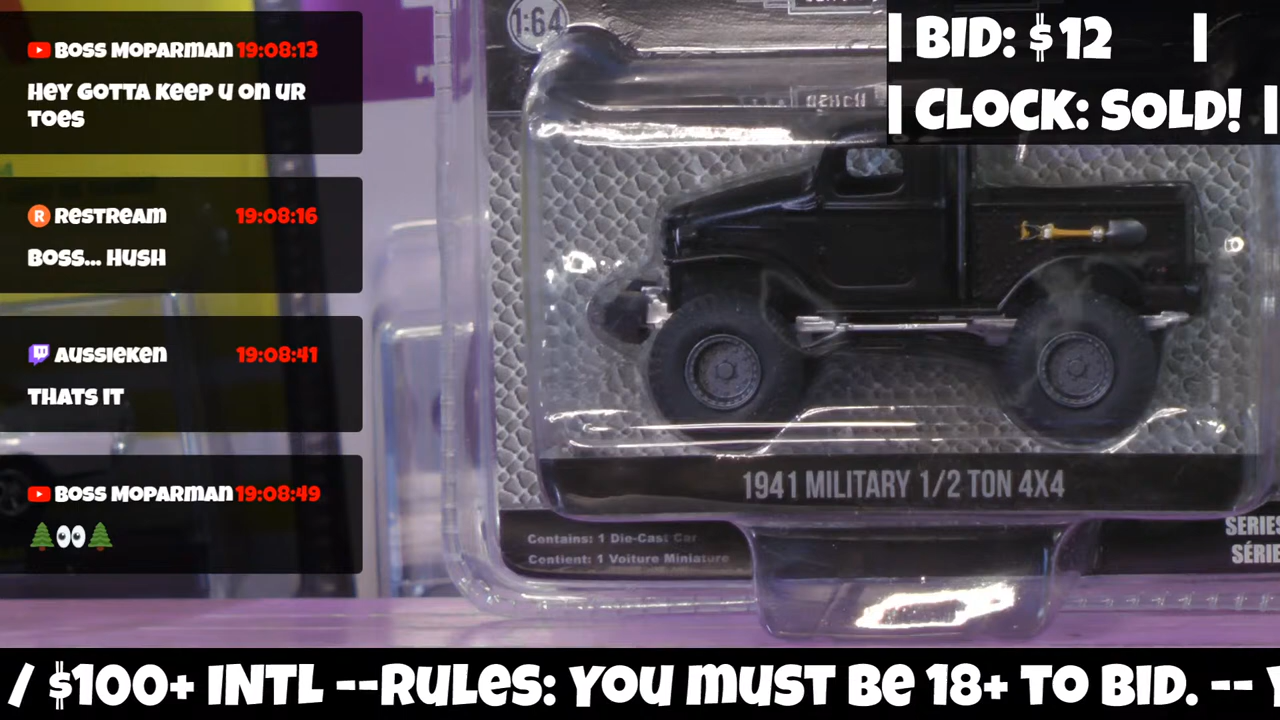 Boss Moparman 19:08:13
Hey gotta keep u on ur
toes
Restream 19:08:16
Boss... hush
Aussieken 19:08:41
Thats it
Boss Moparman 19:08:49
🌲👀🌲
1:64
| BID: $12 |
| CLOCK: SOLD! |
1941 MILITARY 1/2 TON 4X4
Contains: 1 Die-Cast Car
Contient: 1 Voiture Miniature
SERIES
SÉRIE
/ $100+ INTL --Rules: You must be 18+ to bid. --